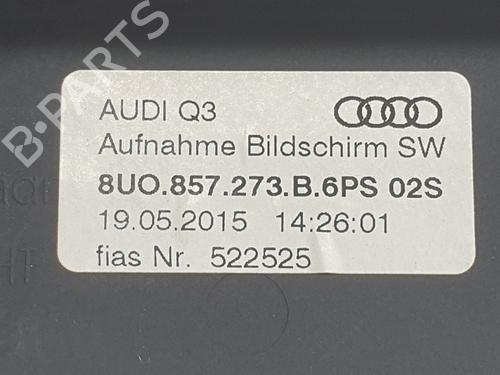 B-PARTS
AUDI Q3
Aufnahme Bildschirm SW
8UO.857.273.B.6PS 02S
19.05.2015 14:26:01
fias Nr. 522525